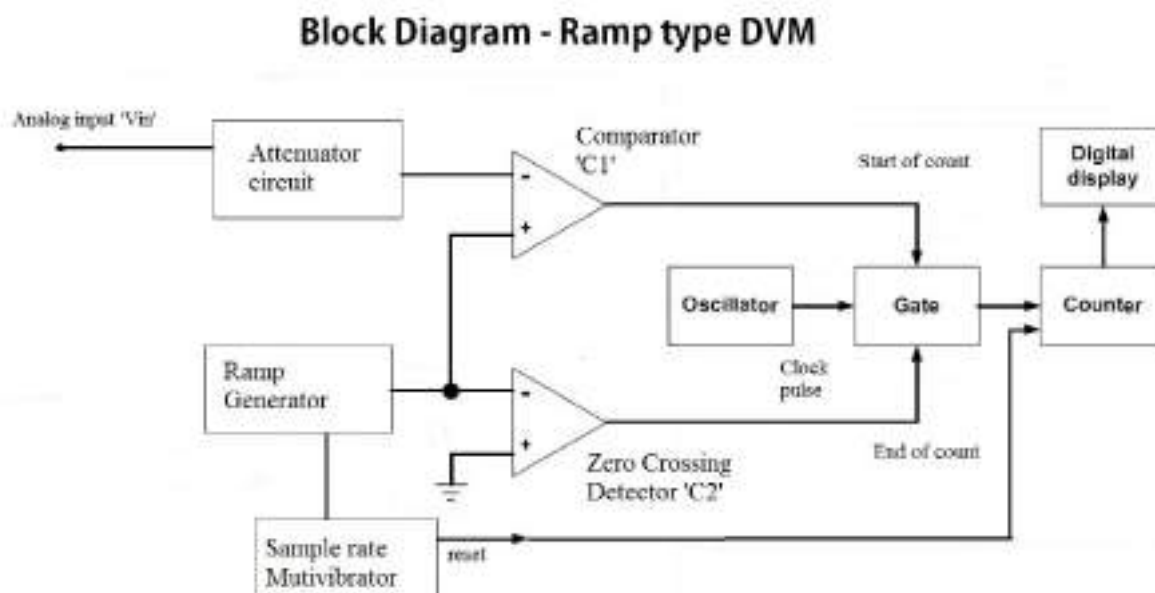 Block Diagram - Ramp type DVM
Analog input 'Vin'
Attenuator
circuit
Comparator
'C1'
Start of count
Digital
display
-
+
Oscillator
Gate
Counter
Ramp
Generator
Clock
pulse
-
+
End of count
Zero Crossing
Detector 'C2'
Sample rate
Mutivibrator
reset